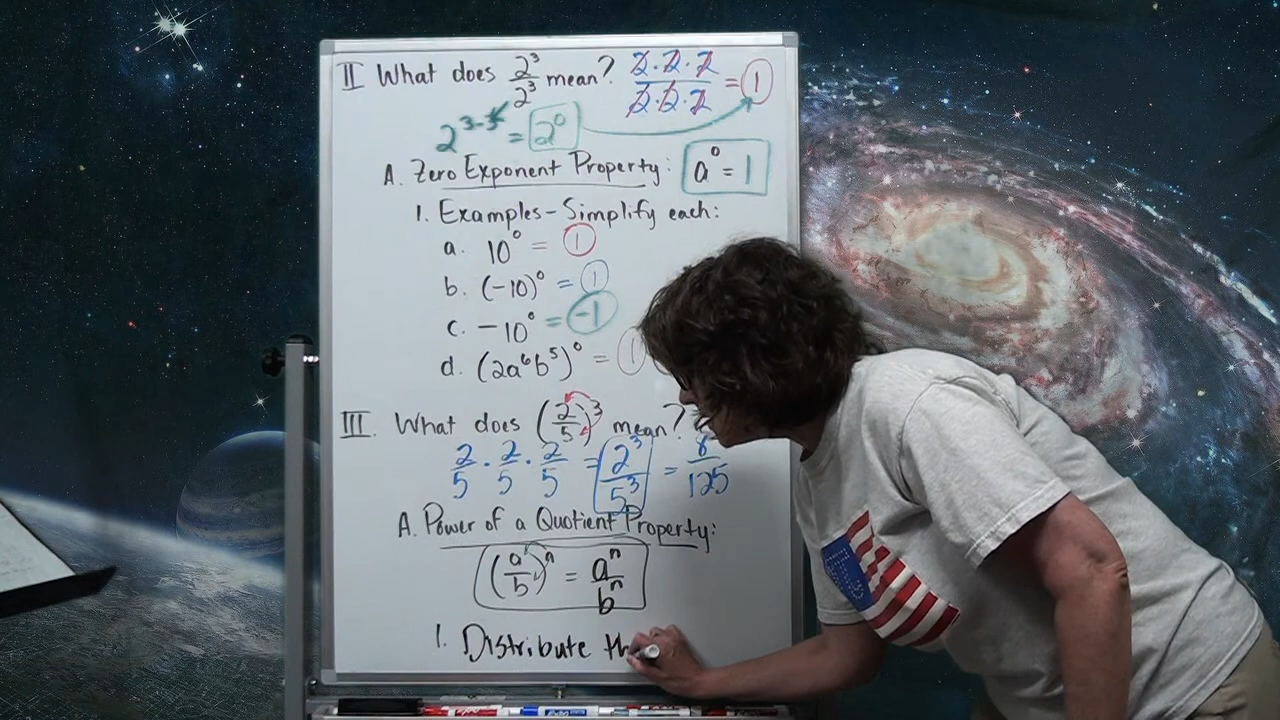 II What does 2³/2³ mean? 2·2·2/2·2·2 = 1
2³⁻³ = 2⁰
A. Zero Exponent Property: a⁰ = 1
1. Examples - Simplify each:
a. 10⁰ = 1
b. (-10)⁰ = 1
c. -10⁰ = -1
d. (2a⁶b⁵)⁰ = 1
III. What does (2/5)³ mean?
2/5 · 2/5 · 2/5 = 2³/5³ = 8/125
A. Power of a Quotient Property:
(a/b)ⁿ = aⁿ/bⁿ
1. Distribute th
EXPO